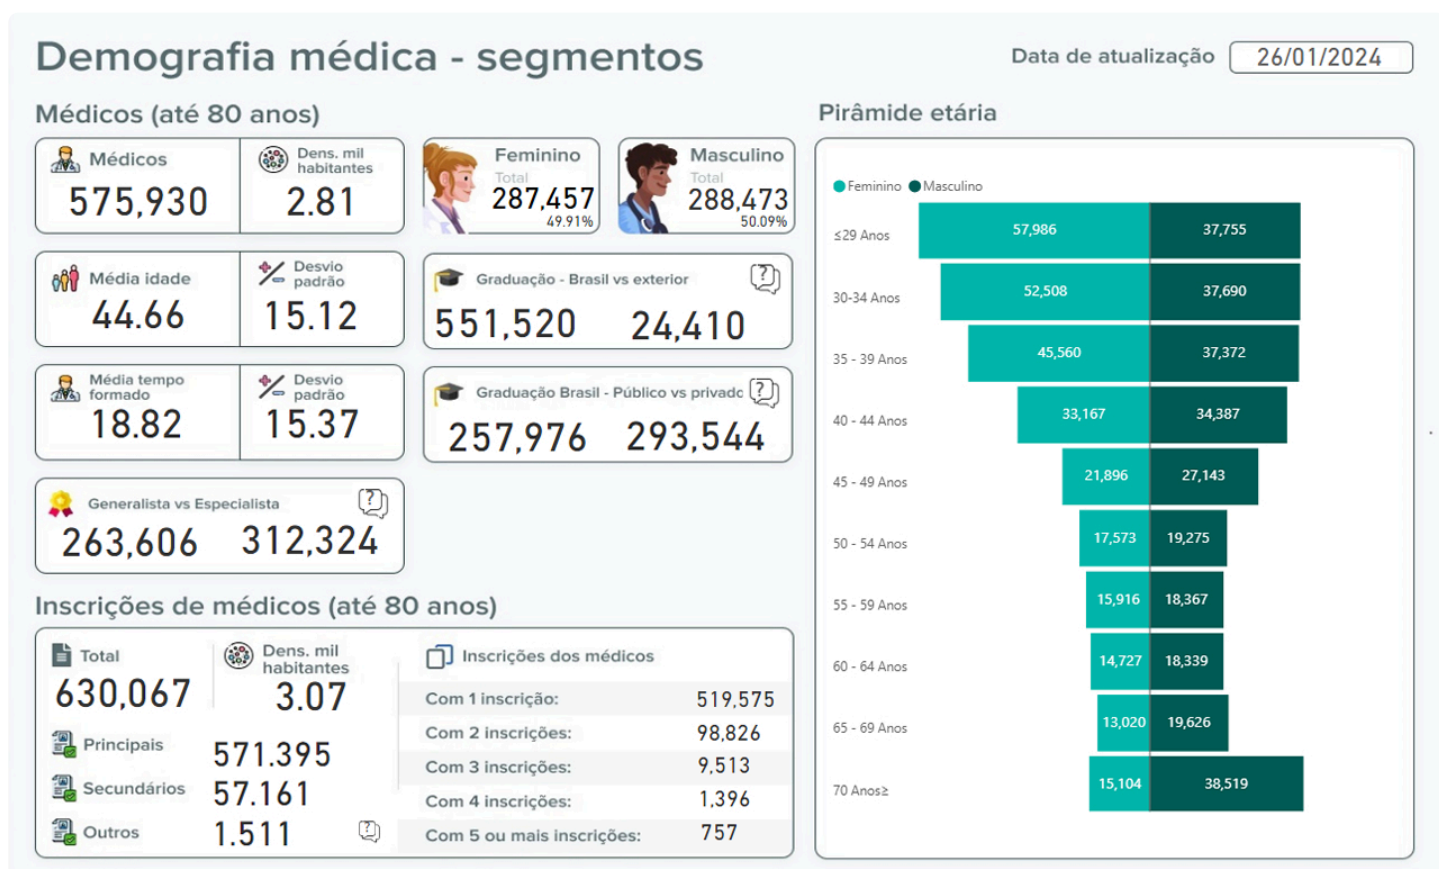 Demografia médica - segmentos
Data de atualização 26/01/2024
Médicos (até 80 anos)
Médicos
575,930
Dens. mil
habitantes
2.81
Feminino
Total
287,457
49.91%
Masculino
Total
288,473
50.09%
Média idade
44.66
Desvio
padrão
15.12
Graduação - Brasil vs exterior ?
551,520 24,410
Média tempo
formado
18.82
Desvio
padrão
15.37
Graduação Brasil - Público vs privado ?
257,976 293,544
Generalista vs Especialista ?
263,606 312,324
Inscrições de médicos (até 80 anos)
Total
630,067
Dens. mil
habitantes
3.07
Principais 571.395
Secundários 57.161
Outros 1.511 ?
Inscrições dos médicos
Com 1 inscrição: 519,575
Com 2 inscrições: 98,826
Com 3 inscrições: 9,513
Com 4 inscrições: 1,396
Com 5 ou mais inscrições: 757
Pirâmide etária
Feminino Masculino
≤29 Anos 57,986 37,755
30-34 Anos 52,508 37,690
35 - 39 Anos 45,560 37,372
40 - 44 Anos 33,167 34,387
45 - 49 Anos 21,896 27,143
50 - 54 Anos 17,573 19,275
55 - 59 Anos 15,916 18,367
60 - 64 Anos 14,727 18,339
65 - 69 Anos 13,020 19,626
70 Anos≥ 15,104 38,519